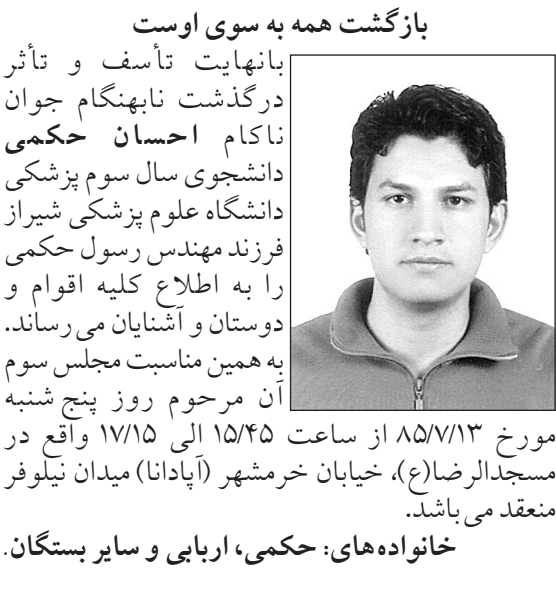 بازگشت همه به سوی اوست
بانهایت تأسف و تأثر
درگذشت نابهنگام جوان
ناکام احسان حکمی
دانشجوی سال سوم پزشکی
دانشگاه علوم پزشکی شیراز
فرزند مهندس رسول حکمی
را به اطلاع کلیه اقوام و
دوستان و آشنایان می‌رساند.
به همین مناسبت مجلس سوم
آن مرحوم روز پنج‌شنبه
مورخ ۸۵/۷/۱۳ از ساعت ۱۵/۴۵ الی ۱۷/۱۵ واقع در
مسجدالرضا(ع)، خیابان خرمشهر (آپادانا) میدان نیلوفر
منعقد می‌باشد.
خانواده‌های: حکمی، اربابی و سایر بستگان.